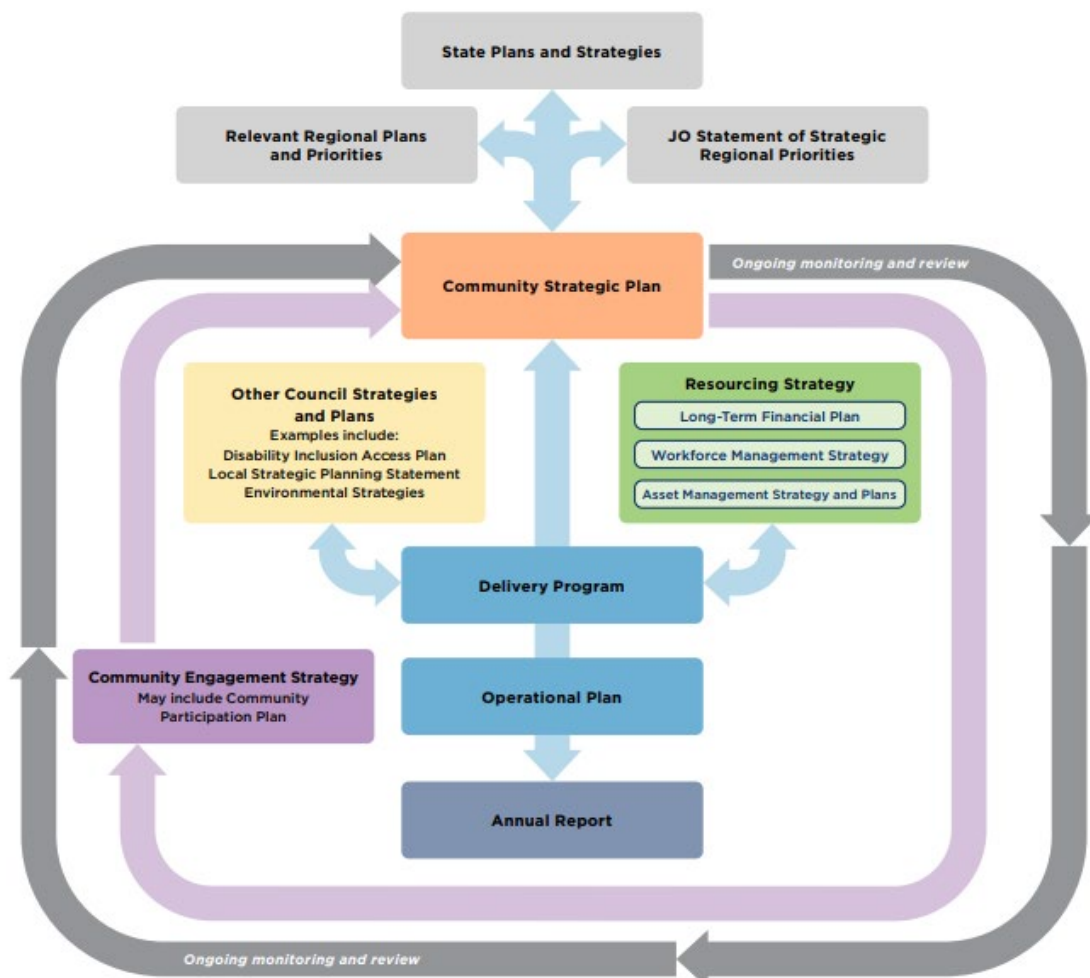 State Plans and Strategies
Relevant Regional Plans
and Priorities
JO Statement of Strategic
Regional Priorities
Community Strategic Plan
Ongoing monitoring and review
Other Council Strategies
and Plans
Examples include:
Disability Inclusion Access Plan
Local Strategic Planning Statement
Environmental Strategies
Resourcing Strategy
Long-Term Financial Plan
Workforce Management Strategy
Asset Management Strategy and Plans
Delivery Program
Community Engagement Strategy
May include Community
Participation Plan
Operational Plan
Annual Report
Ongoing monitoring and review